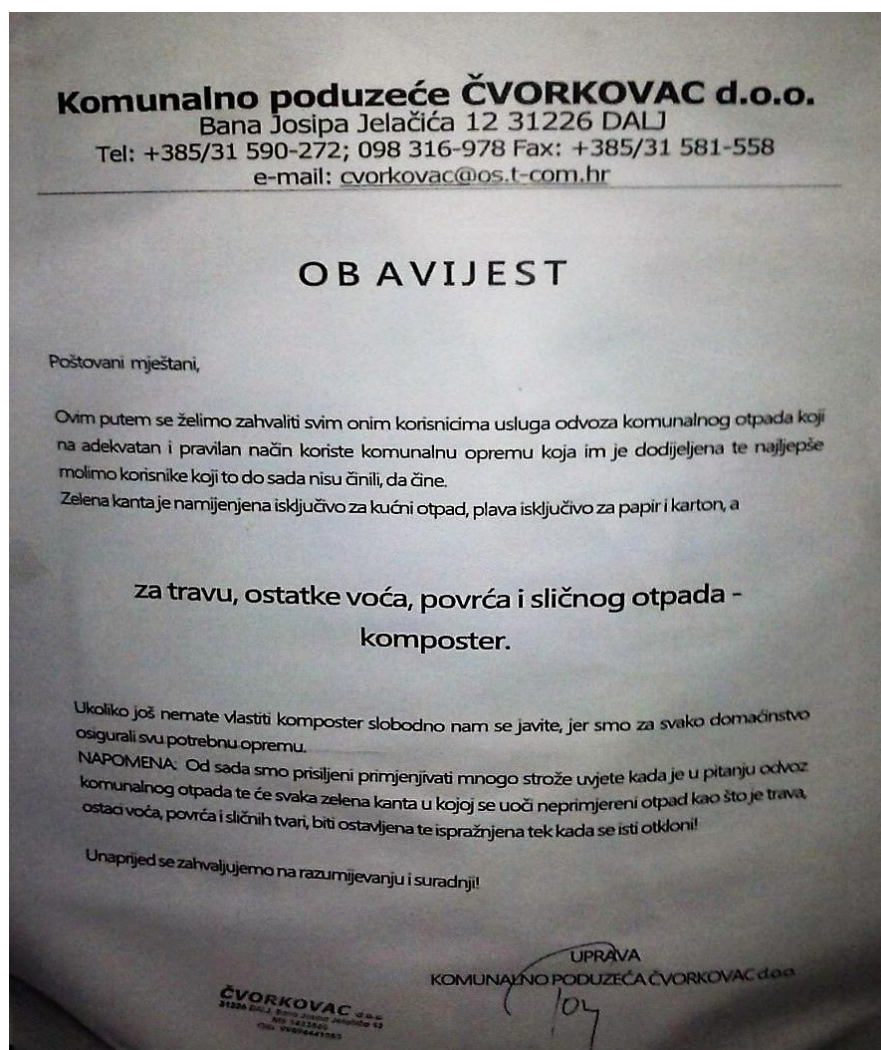 Komunalno poduzeće ČVORKOVAC d.o.o.
Bana Josipa Jelačića 12 31226 DALJ
Tel: +385/31 590-272; 098 316-978 Fax: +385/31 581-558
e-mail: cvorkovac@os.t-com.hr
OBAVIJEST
Poštovani mještani,
Ovim putem se želimo zahvaliti svim onim korisnicima usluga odvoza komunalnog otpada koji
na adekvatan i pravilan način koriste komunalnu opremu koja im je dodijeljena te najljepše
molimo korisnike koji to do sada nisu činili, da čine.
Zelena kanta je namijenjena isključivo za kućni otpad, plava isključivo za papir i karton, a
za travu, ostatke voća, povrća i sličnog otpada -
komposter.
Ukoliko još nemate vlastiti komposter slobodno nam se javite, jer smo za svako domaćinstvo
osigurali svu potrebnu opremu.
NAPOMENA: Od sada smo prisiljeni primjenjivati mnogo strože uvjete kada je u pitanju odvoz
komunalnog otpada te će svaka zelena kanta u kojoj se uoči neprimjereni otpad kao što je trava,
ostaci voća, povrća i sličnih tvari, biti ostavljena te ispražnjena tek kada se isti otkloni!
Unaprijed se zahvaljujemo na razumijevanju i suradnji!
UPRAVA
KOMUNALNO PODUZEĆA ČVORKOVAC d.o.o.
ČVORKOVAC d.o.o.
31226 DALJ, Bana Josipa Jelačića 12